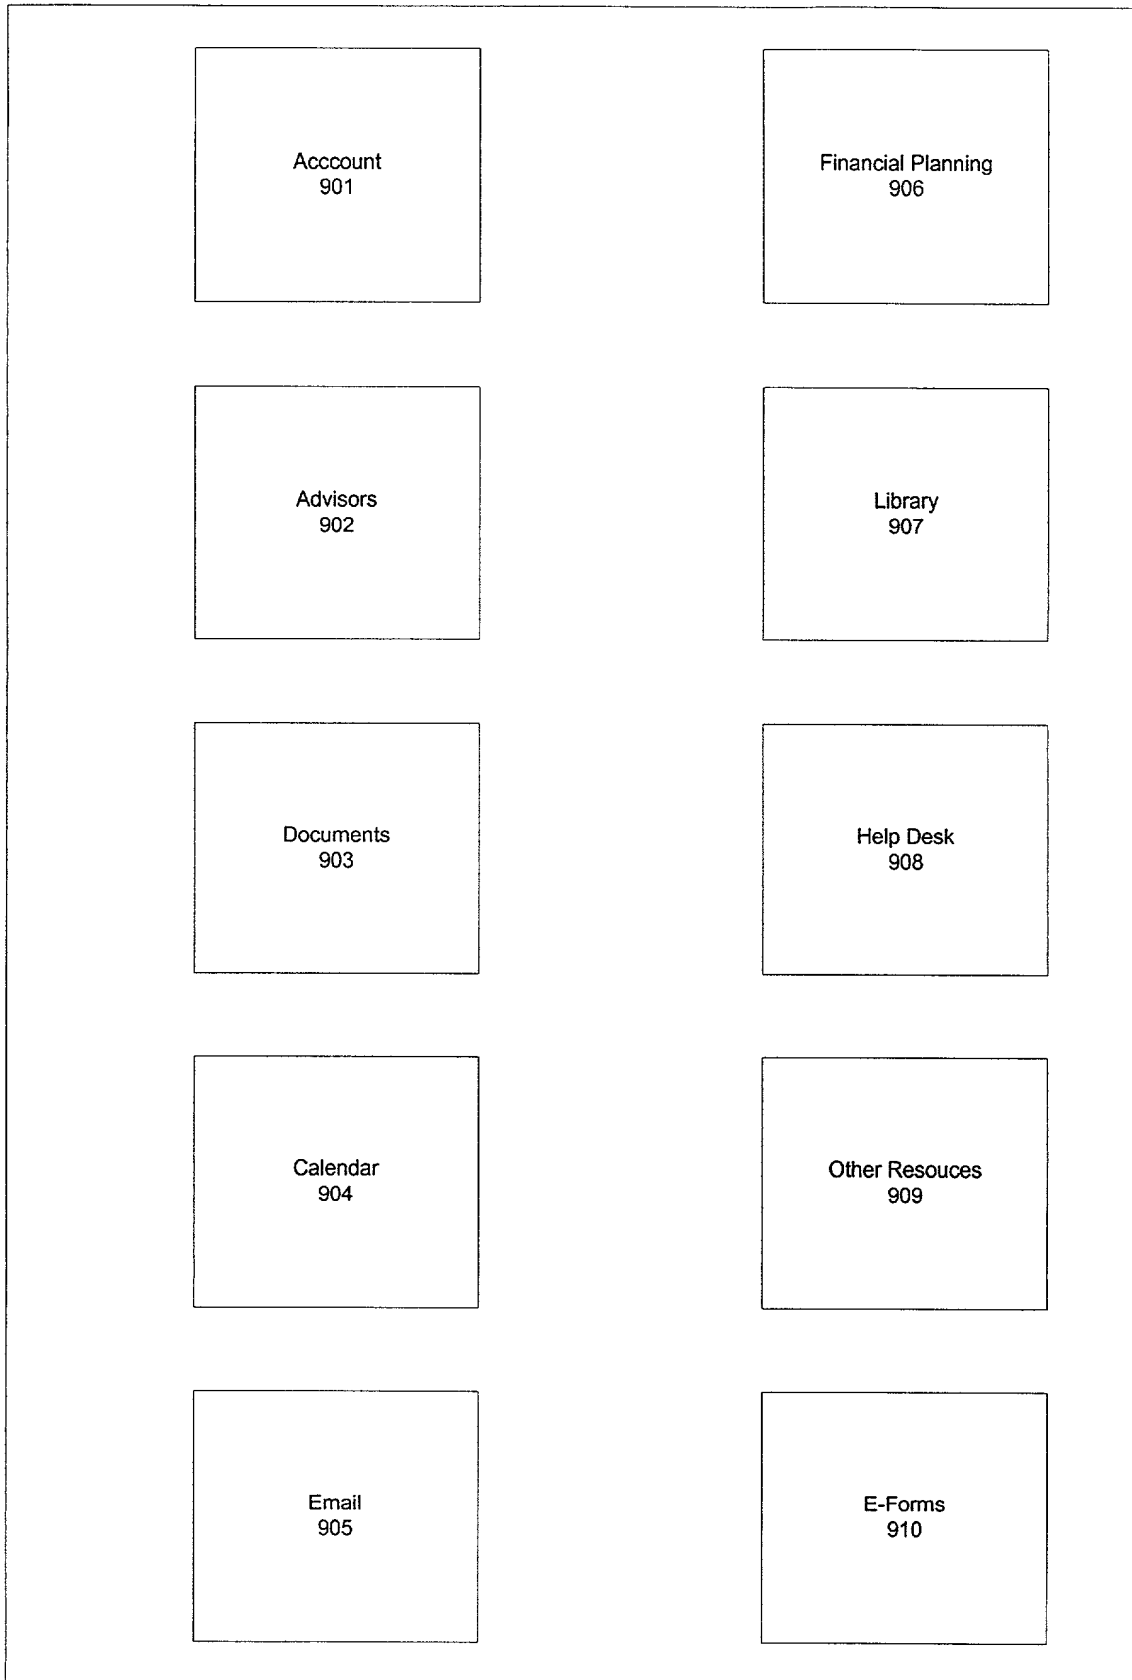 Acccount
901
Financial Planning
906
Advisors
902
Library
907
Documents
903
Help Desk
908
Calendar
904
Other Resouces
909
Email
905
E-Forms
910